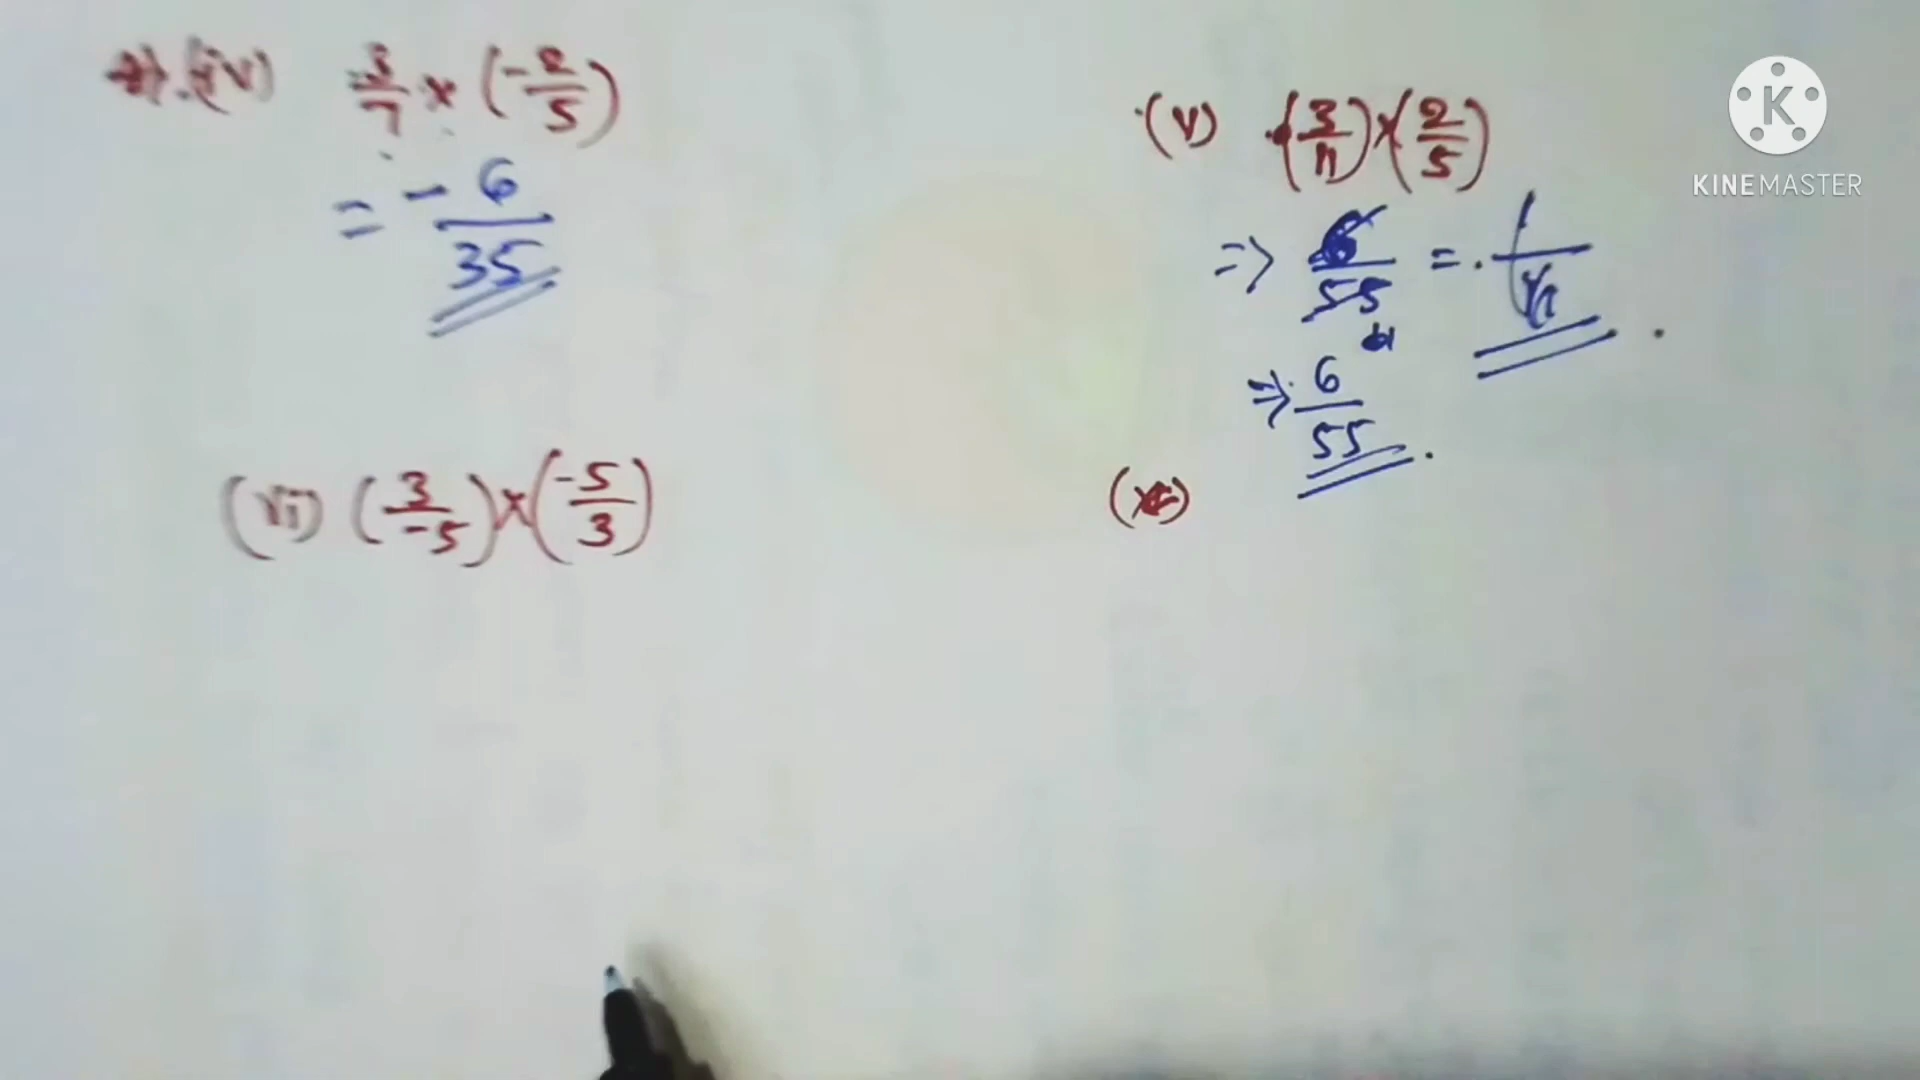 (iv) 3/7 × (-2/5)
= -6/35
(v) (3/11) × (2/5)
=> 6/55 = 1
=> 6/55
(vi) (3/-5) × (-5/3)
K
KINEMASTER